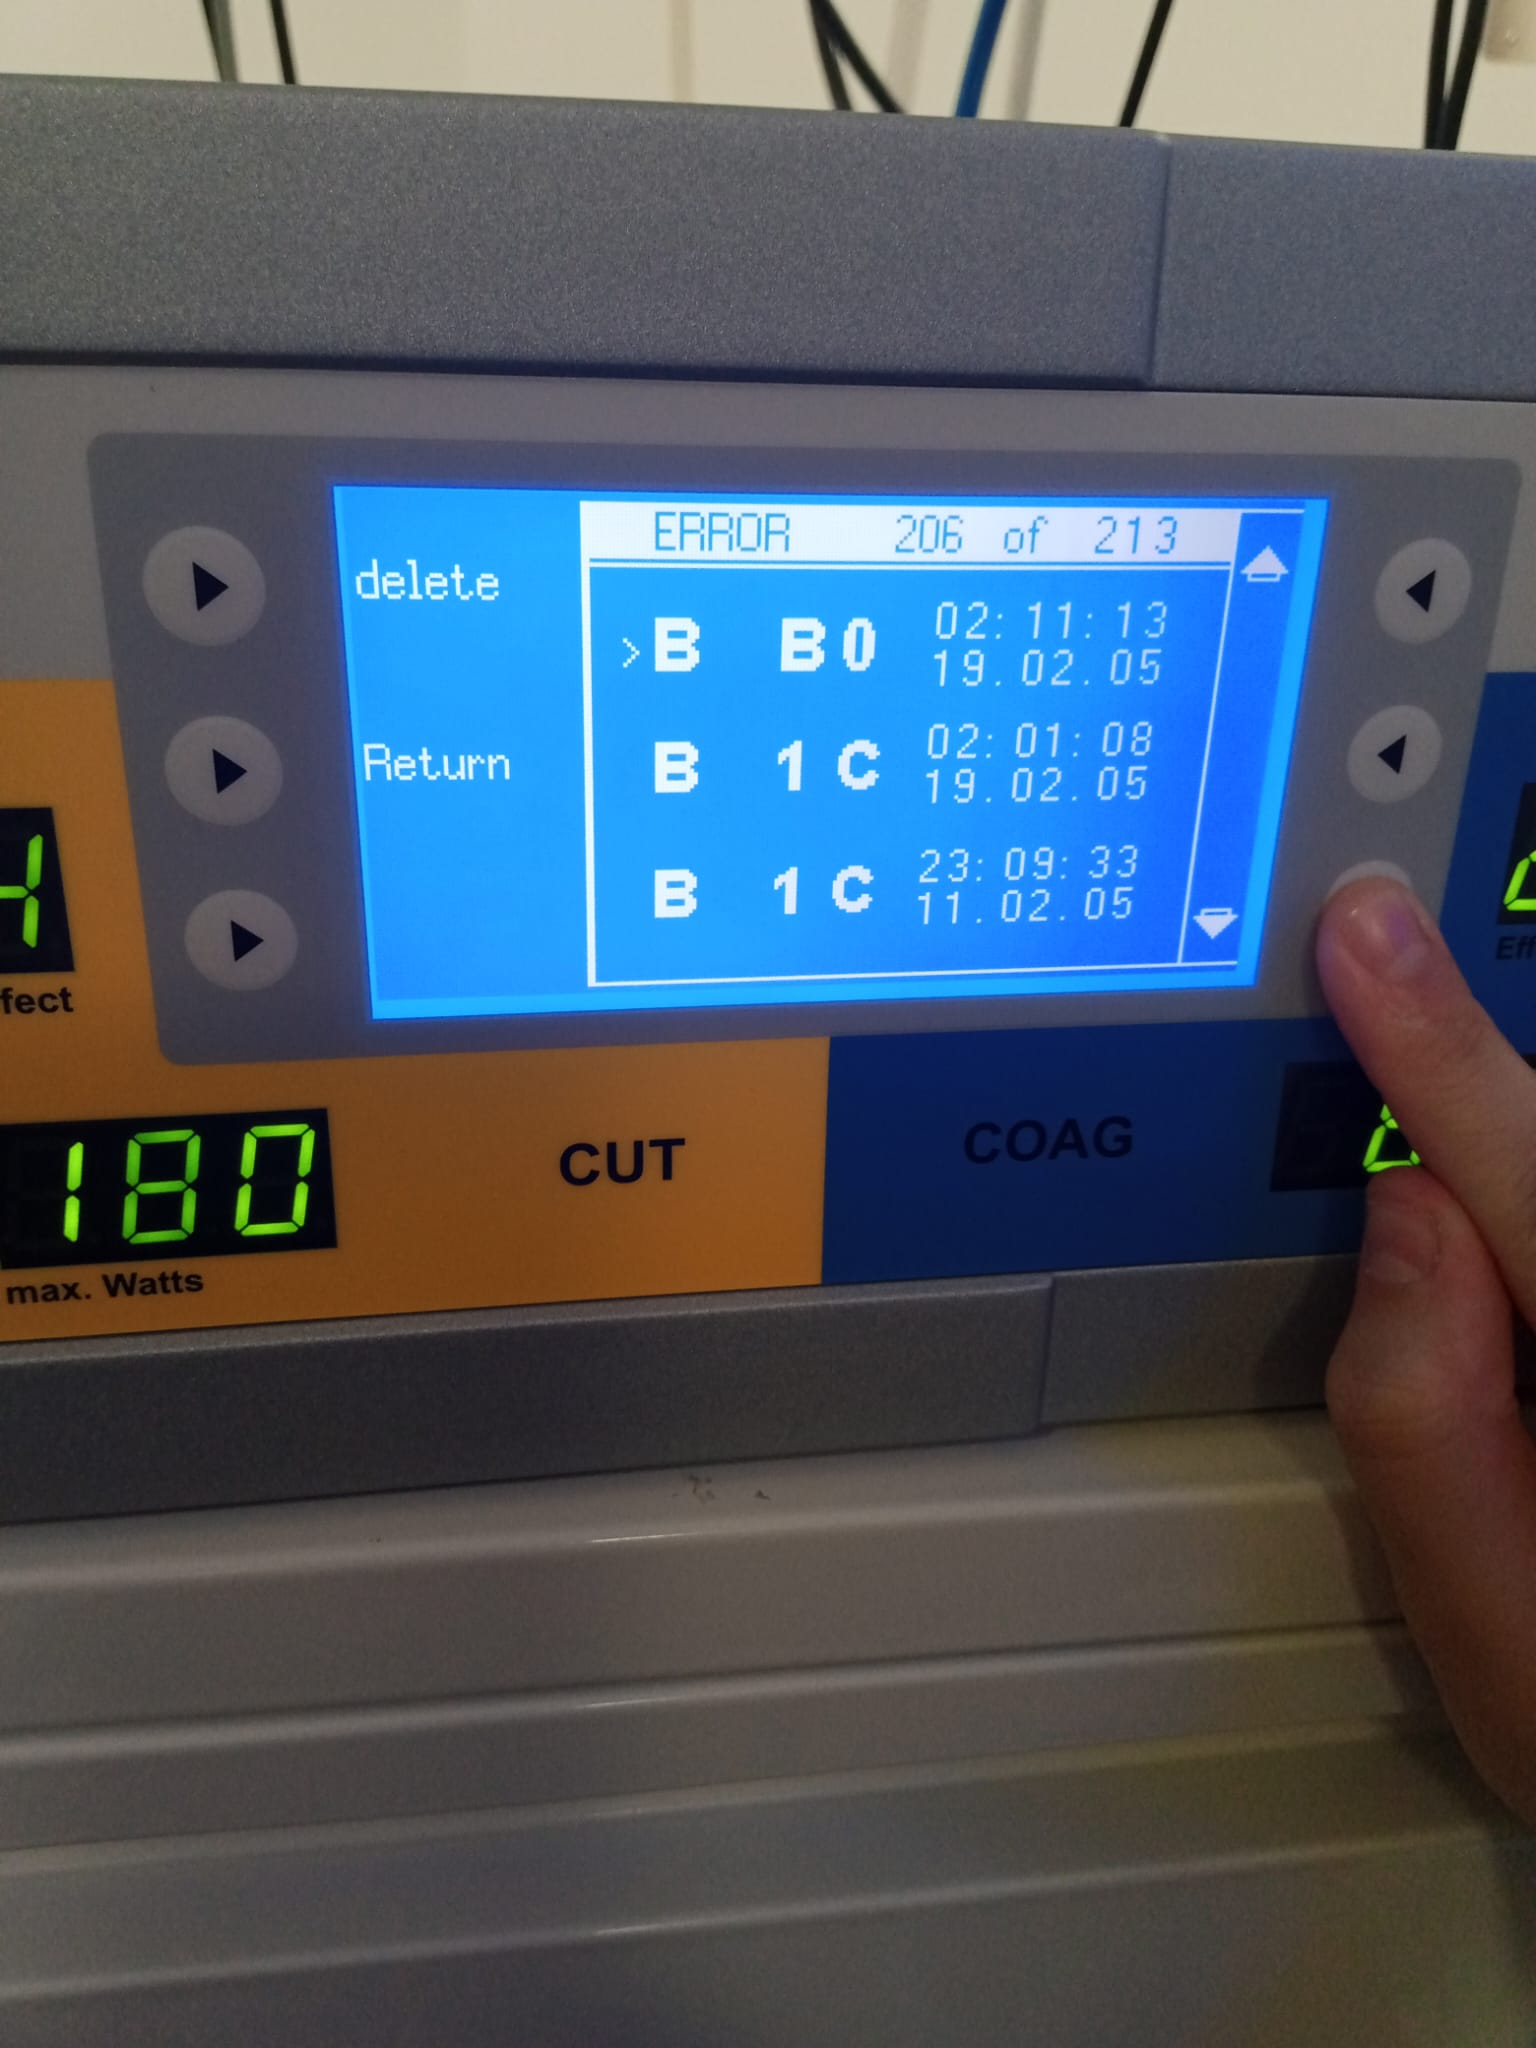 ERROR 206 of 213
delete
>B B0 02:11:13
19.02.05
Return
B 1C 02:01:08
19.02.05
B 1C 23:09:33
11.02.05
fect
Eff
180
max. Watts
CUT
COAG